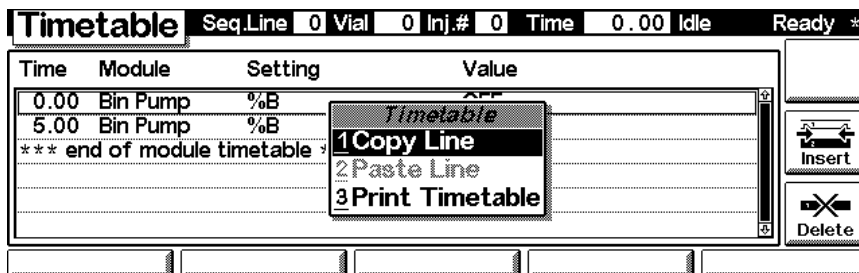 Timetable Seq.Line 0 Vial 0 Inj.# 0 Time 0.00 Idle Ready *
Time Module Setting Value
0.00 Bin Pump %B
5.00 Bin Pump %B
*** end of module timetable *
Timetable
1 Copy Line
2 Paste Line
3 Print Timetable
Insert
Delete